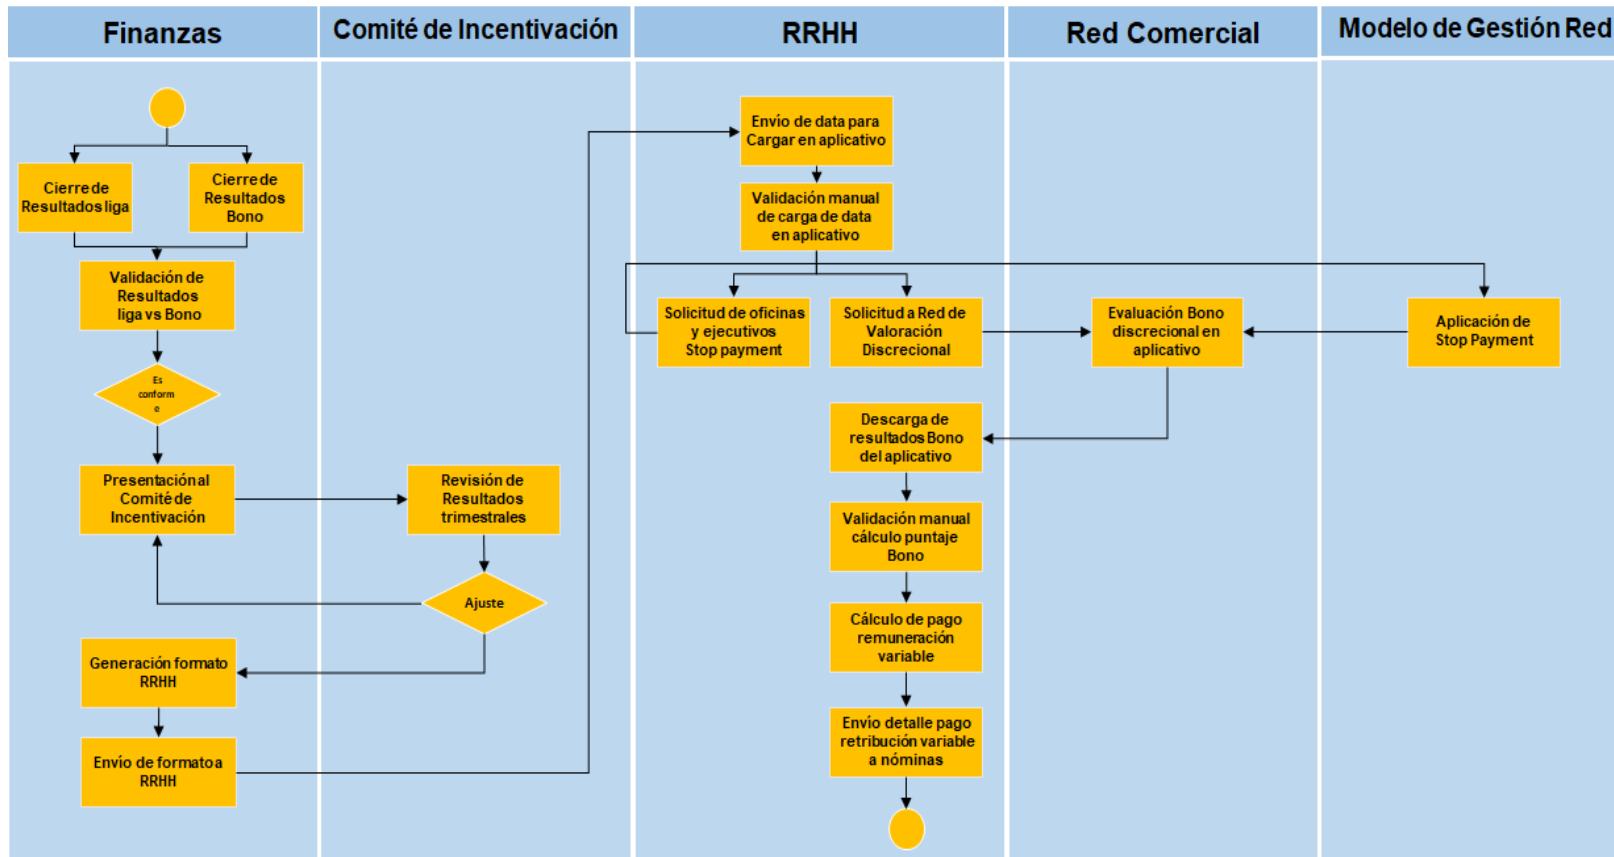 Finanzas
Comité de Incentivación
RRHH
Red Comercial
Modelo de Gestión Red
Cierre de
Resultados liga
Cierre de
Resultados
Bono
Validación de
Resultados
liga vs Bono
Es
conform
e
Presentación al
Comité de
Incentivación
Generación formato
RRHH
Envío de formato a
RRHH
Revisión de
Resultados
trimestrales
Ajuste
Envío de data para
Cargar en aplicativo
Validación manual
de carga de data
en aplicativo
Solicitud de oficinas
y ejecutivos
Stop payment
Solicitud a Red de
Valoración
Discrecional
Evaluación Bono
discrecional en
aplicativo
Aplicación de
Stop Payment
Descarga de
resultados Bono
del aplicativo
Validación manual
cálculo puntaje
Bono
Cálculo de pago
remuneración
variable
Envío detalle pago
retribución variable
a nóminas